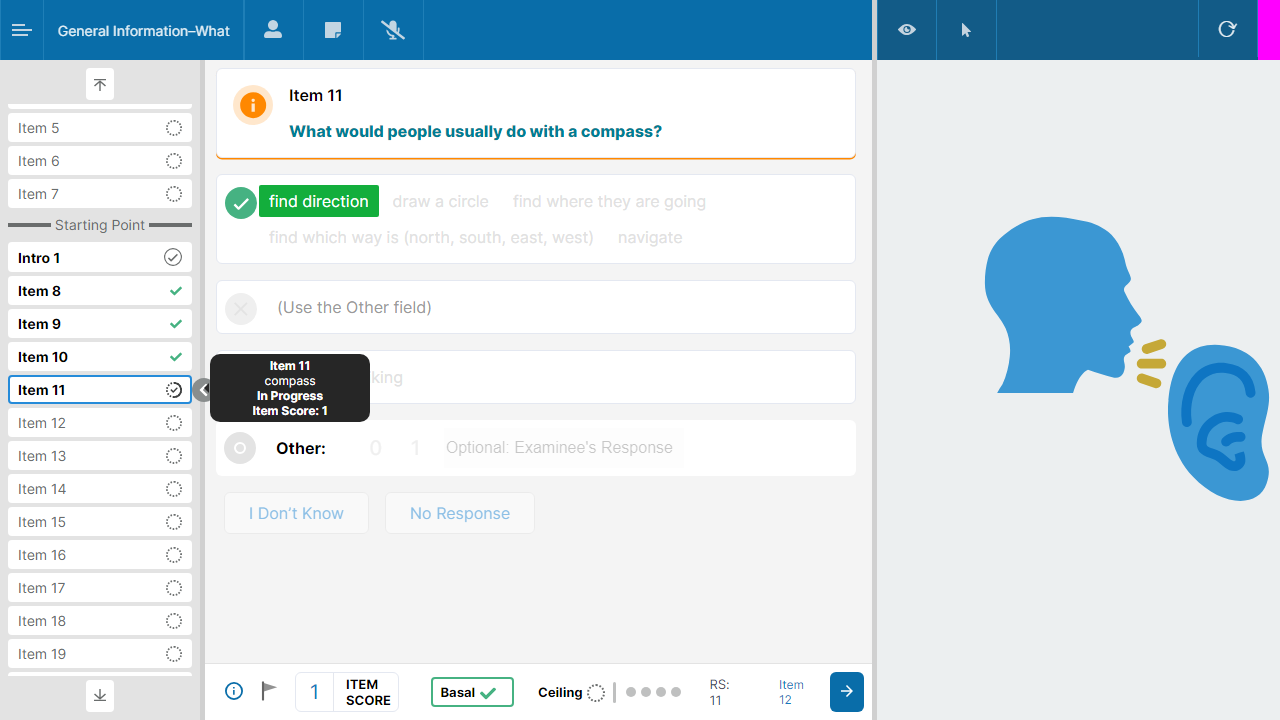 General Information–What
Item 5
Item 6
Item 7
Starting Point
Intro 1
Item 8
Item 9
Item 10
Item 11
Item 12
Item 13
Item 14
Item 15
Item 16
Item 17
Item 18
Item 19
Item 11
What would people usually do with a compass?
find direction draw a circle find where they are going
find which way is (north, south, east, west) navigate
(Use the Other field)
Item 11
compass
In Progress
Item Score: 1
king
Other: 0 1 Optional: Examinee's Response
I Don't Know No Response
1 ITEM SCORE
Basal
Ceiling
RS: 11
Item 12